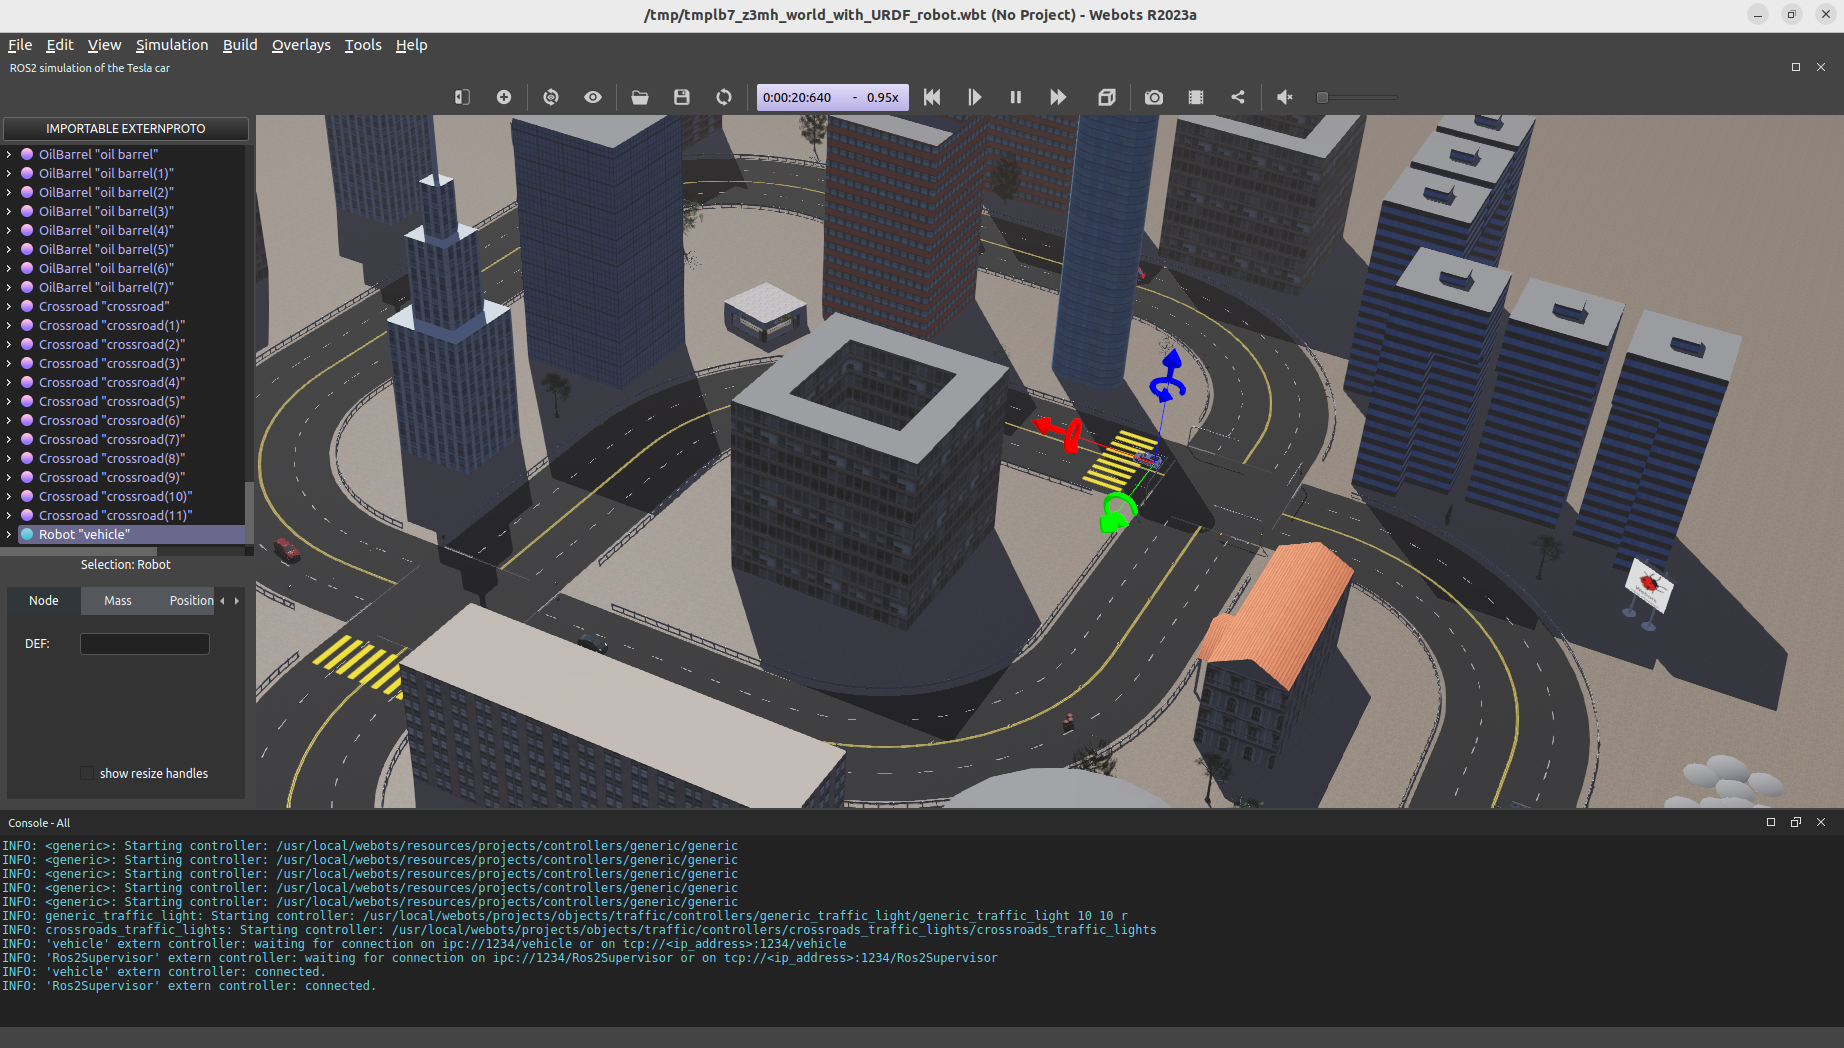 /tmp/tmplb7_z3mh_world_with_URDF_robot.wbt (No Project) - Webots R2023a
File Edit View Simulation Build Overlays Tools Help
ROS2 simulation of the Tesla car
0:00:20:640 - 0.95x
IMPORTABLE EXTERNPROTO
OilBarrel "oil barrel"
OilBarrel "oil barrel(1)"
OilBarrel "oil barrel(2)"
OilBarrel "oil barrel(3)"
OilBarrel "oil barrel(4)"
OilBarrel "oil barrel(5)"
OilBarrel "oil barrel(6)"
OilBarrel "oil barrel(7)"
Crossroad "crossroad"
Crossroad "crossroad(1)"
Crossroad "crossroad(2)"
Crossroad "crossroad(3)"
Crossroad "crossroad(4)"
Crossroad "crossroad(5)"
Crossroad "crossroad(6)"
Crossroad "crossroad(7)"
Crossroad "crossroad(8)"
Crossroad "crossroad(9)"
Crossroad "crossroad(10)"
Crossroad "crossroad(11)"
Robot "vehicle"
Selection: Robot
Node Mass Position
DEF:
show resize handles
Console - All
INFO: <generic>: Starting controller: /usr/local/webots/resources/projects/controllers/generic/generic
INFO: <generic>: Starting controller: /usr/local/webots/resources/projects/controllers/generic/generic
INFO: <generic>: Starting controller: /usr/local/webots/resources/projects/controllers/generic/generic
INFO: <generic>: Starting controller: /usr/local/webots/resources/projects/controllers/generic/generic
INFO: <generic>: Starting controller: /usr/local/webots/resources/projects/controllers/generic/generic
INFO: generic_traffic_light: Starting controller: /usr/local/webots/projects/objects/traffic/controllers/generic_traffic_light/generic_traffic_light 10 10 r
INFO: crossroads_traffic_lights: Starting controller: /usr/local/webots/projects/objects/traffic/controllers/crossroads_traffic_lights/crossroads_traffic_lights
INFO: 'vehicle' extern controller: waiting for connection on ipc://1234/vehicle or on tcp://<ip_address>:1234/vehicle
INFO: 'Ros2Supervisor' extern controller: waiting for connection on ipc://1234/Ros2Supervisor or on tcp://<ip_address>:1234/Ros2Supervisor
INFO: 'vehicle' extern controller: connected.
INFO: 'Ros2Supervisor' extern controller: connected.